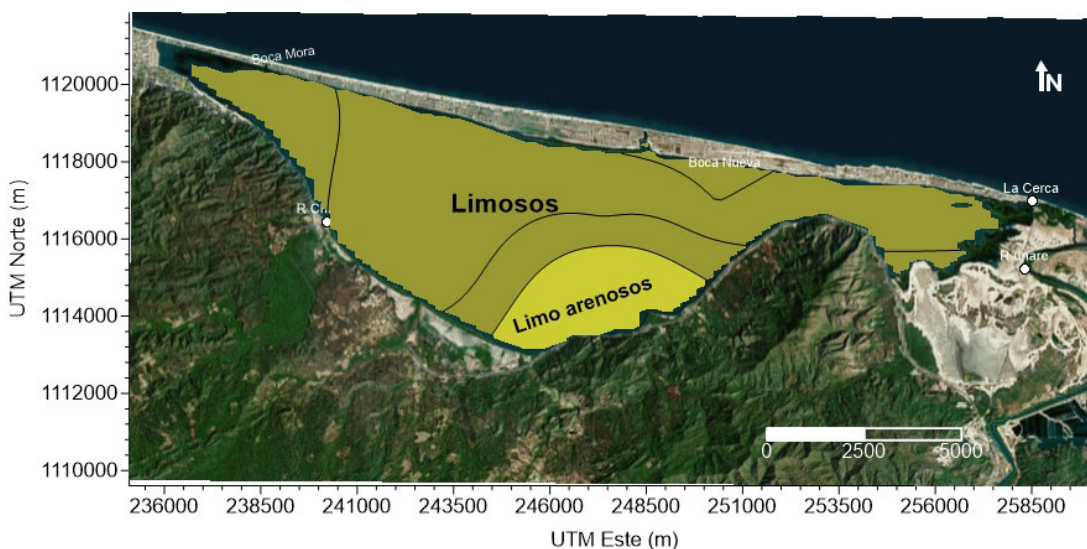 Boca Mora
N
1120000
1118000
Boca Nueva
La Cerca
Limosos
1116000
UTM Norte (m)
Limo arenosos
1114000
1112000
0 2500 5000
1110000
236000 238500 241000 243500 246000 248500 251000 253500 256000 258500
UTM Este (m)